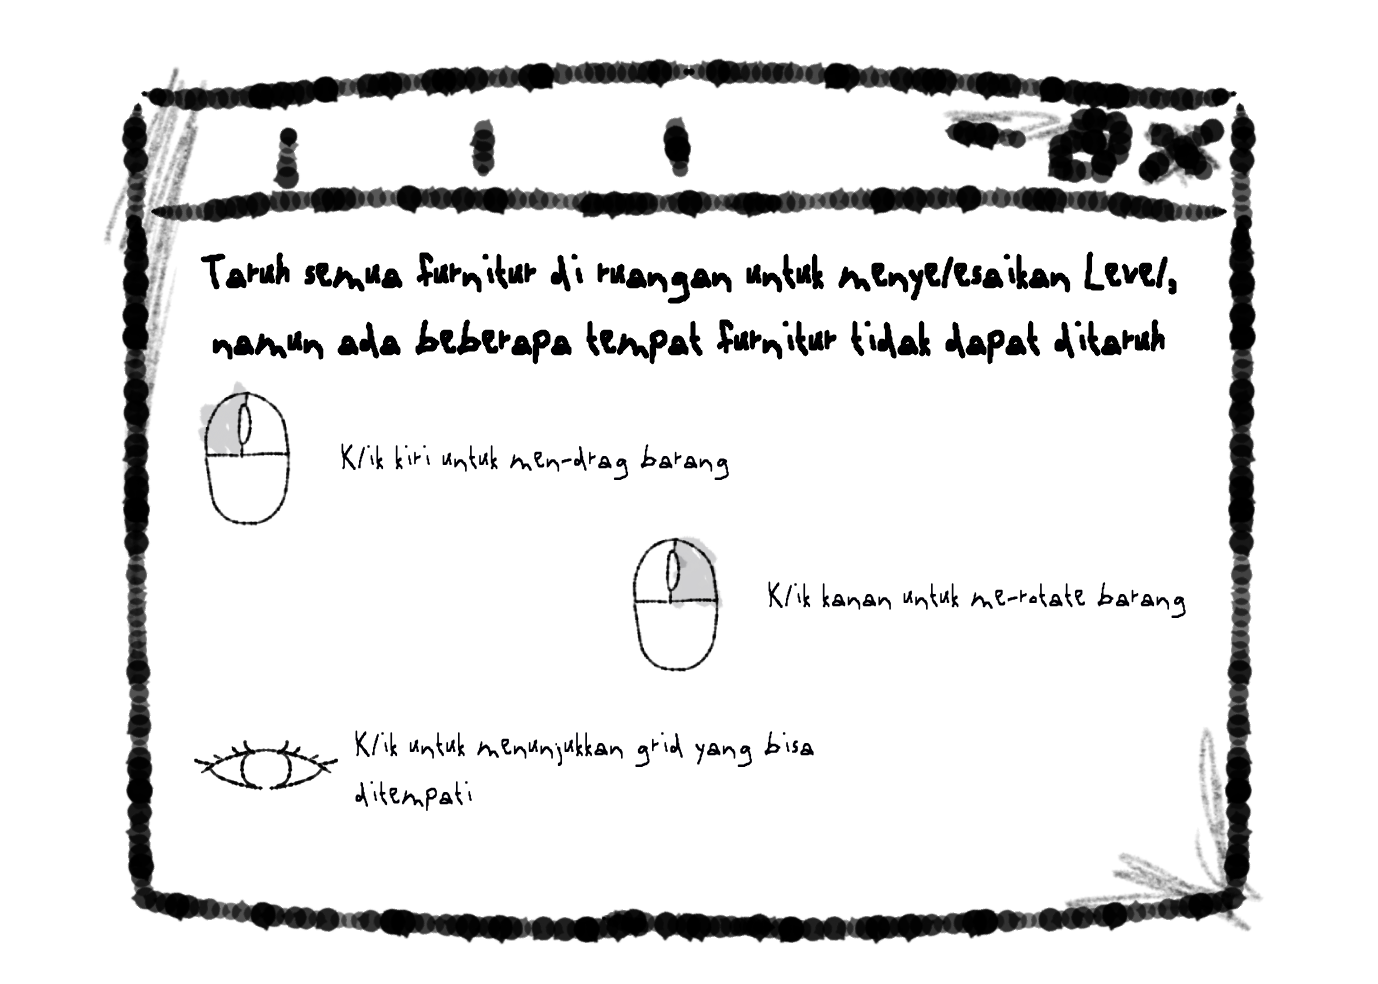 Taruh semua furnitur di ruangan untuk menyelesaikan Level,
namun ada beberapa tempat furnitur tidak dapat ditaruh
Klik kiri untuk men-drag barang
Klik kanan untuk me-rotate barang
Klik untuk menunjukkan grid yang bisa
ditempati